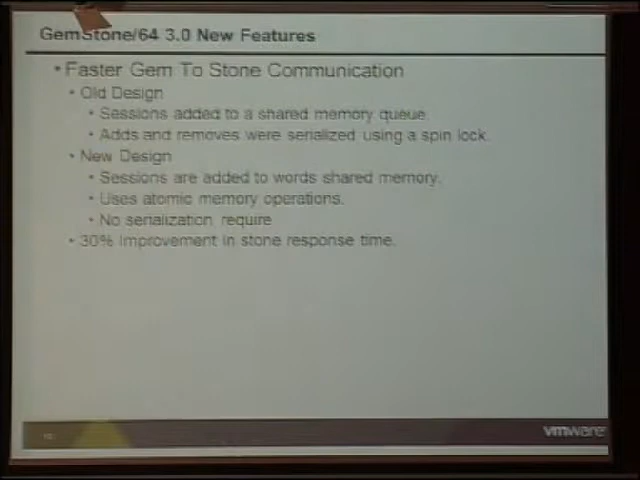 GemStone/64 3.0 New Features
• Faster Gem To Stone Communication
• Old Design
• Sessions added to a shared memory queue.
• Adds and removes were serialized using a spin lock.
• New Design
• Sessions are added to words shared memory.
• Uses atomic memory operations.
• No serialization require
• 30% Improvement in stone response time.
vmware